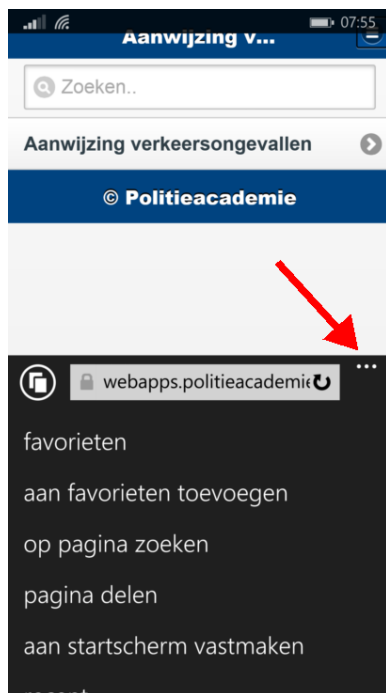 07:55
Aanwijzing v...
Zoeken..
Aanwijzing verkeersongevallen
© Politieacademie
...
webapps.politieacademie
favorieten
aan favorieten toevoegen
op pagina zoeken
pagina delen
aan startscherm vastmaken